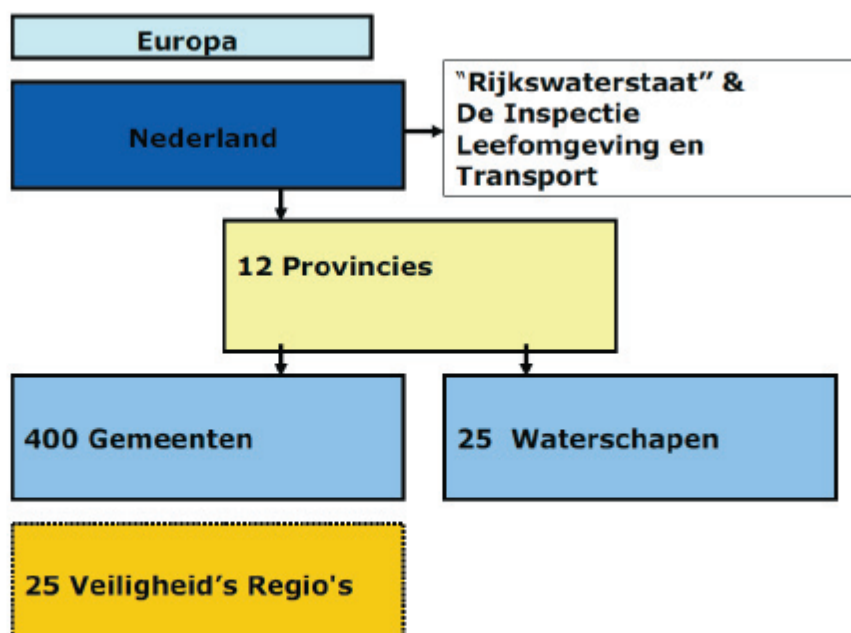 Europa
Nederland
"Rijkswaterstaat" &
De Inspectie
Leefomgeving en
Transport
12 Provincies
400 Gemeenten
25 Waterschapen
25 Veiligheid's Regio's